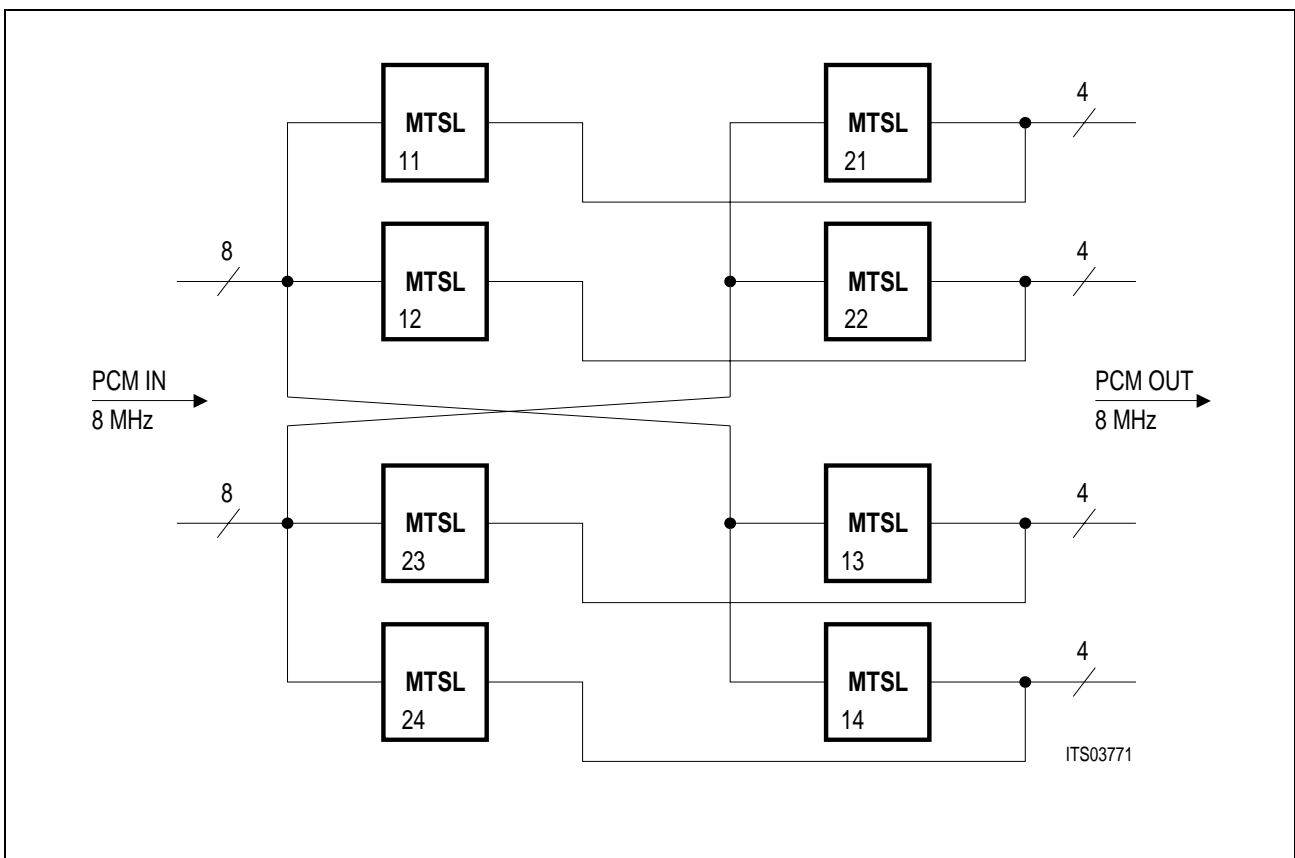 4
4
MTSL
11
MTSL
21
8
MTSL
12
MTSL
22
PCM IN
8 MHz
PCM OUT
8 MHz
8
4
MTSL
23
MTSL
13
4
MTSL
24
MTSL
14
ITS03771